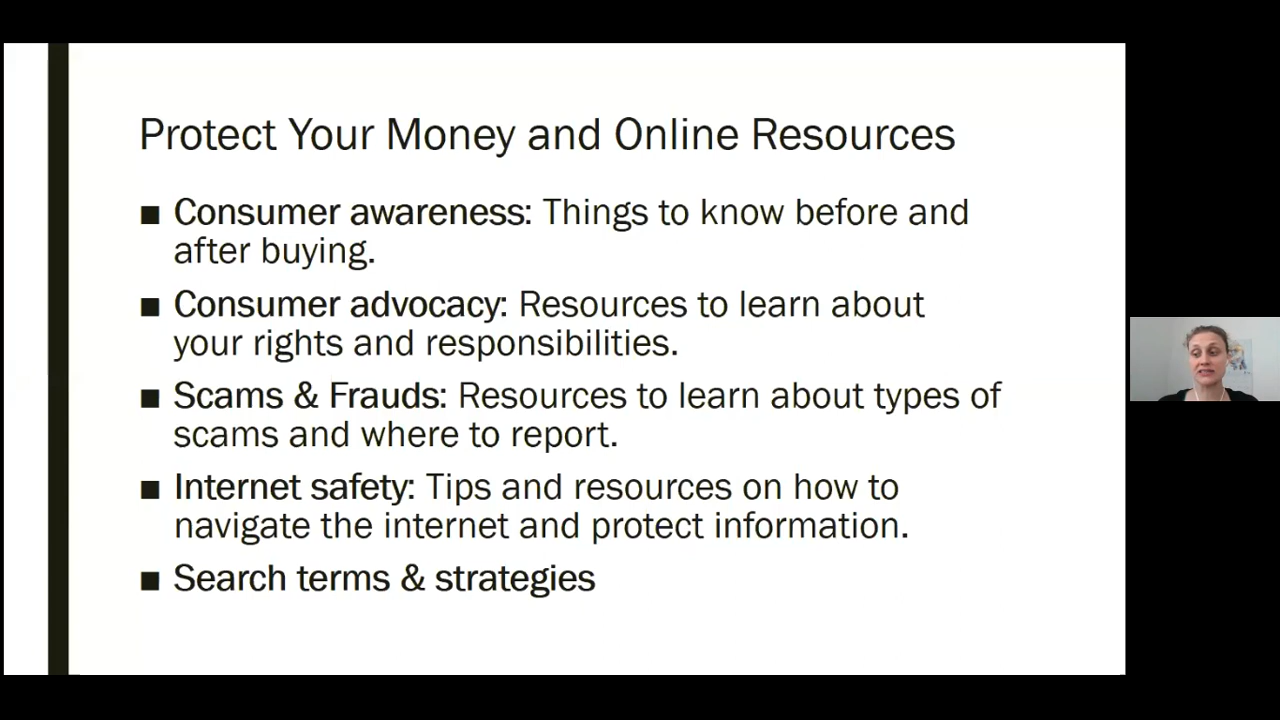 Protect Your Money and Online Resources
■ Consumer awareness: Things to know before and
after buying.
■ Consumer advocacy: Resources to learn about
your rights and responsibilities.
■ Scams & Frauds: Resources to learn about types of
scams and where to report.
■ Internet safety: Tips and resources on how to
navigate the internet and protect information.
■ Search terms & strategies